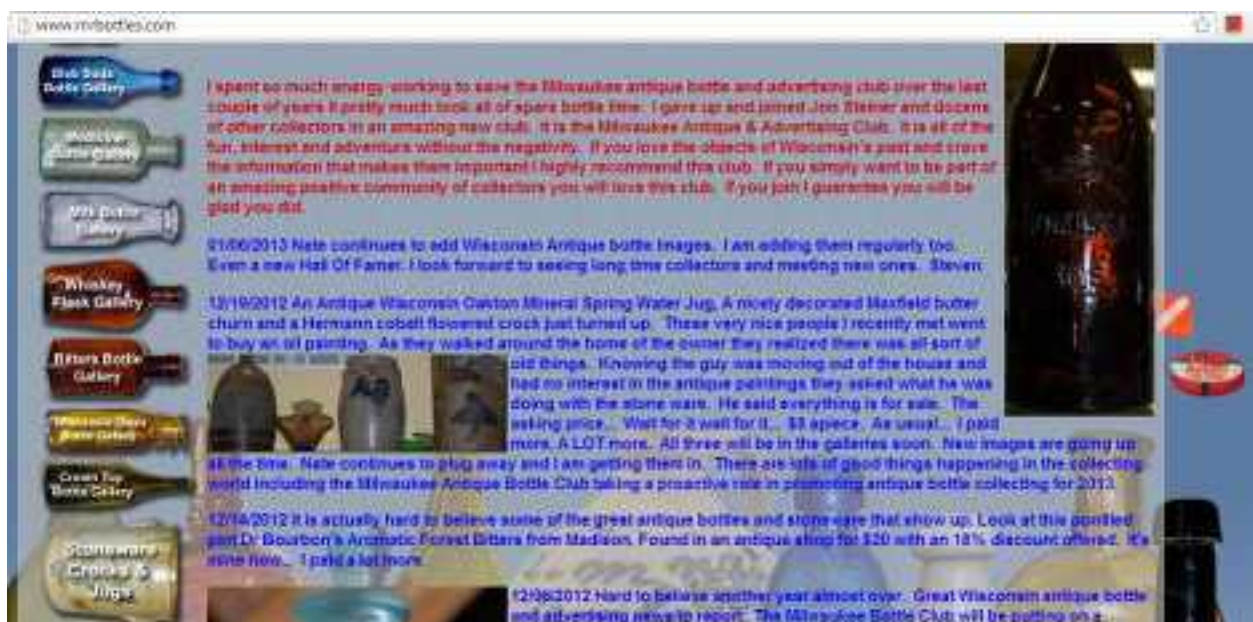 www.mrbottles.com
Blob Soda
Bottle Gallery
Medicine
Bottle Gallery
Milk Bottle
Gallery
Whiskey
Flask Gallery
Bitters Bottle
Gallery
Bottle Gallery
Crown Top
Bottle Gallery
Stoneware
Crocks &
Jugs
I spent so much energy working to save the Milwaukee antique bottle and advertising club over the last
couple of years it pretty much took all of spare bottle time. I gave up and joined Jon Steiner and dozens
of other collectors in an amazing new club. It is the Milwaukee Antique & Advertising Club. It is all of the
fun, interest and adventure without the negativity. If you love the objects of Wisconsin's past and crave
the information that makes them important I highly recommend this club. If you simply want to be part of
an amazing positive community of collectors you will love this club. If you join I guarantee you will be
glad you did.
01/06/2013 Nate continues to add Wisconsin Antique bottle images. I am adding them regularly too.
Even a new Hall Of Famer. I look forward to seeing long time collectors and meeting new ones. Steven
12/19/2012 An Antique Wisconsin Oakton Mineral Spring Water Jug, A nicely decorated Maxfield butter
churn and a Hermann cobalt flowered crock just turned up. These very nice people I recently met went
to buy an oil painting. As they walked around the home of the owner they realized there was all sort of
old things. Knowing the guy was moving out of the house and
had no interest in the antique paintings they asked what he was
doing with the stone ware. He said everything is for sale. The
asking price... Wait for it wait for it... $3 apiece. As usual... I paid
more. A LOT more. All three will be in the galleries soon. New images are going up
all the time. Nate continues to plug away and I am getting them in. There are lots of good things happening in the collecting
world including the Milwaukee Antique Bottle Club taking a proactive role in promoting antique bottle collecting for 2013.
12/14/2012 It is actually hard to believe some of the great antique bottles and stone ware that show up. Look at this pontiled
pint Dr Bourbon's Aromatic Forest Bitters from Madison. Found in an antique shop for $20 with an 18% discount offered. It's
mine now... I paid a lot more.
12/06/2012 Hard to believe another year almost over. Great Wisconsin antique bottle
and advertising news to report. The Milwaukee Bottle Club will be putting on a